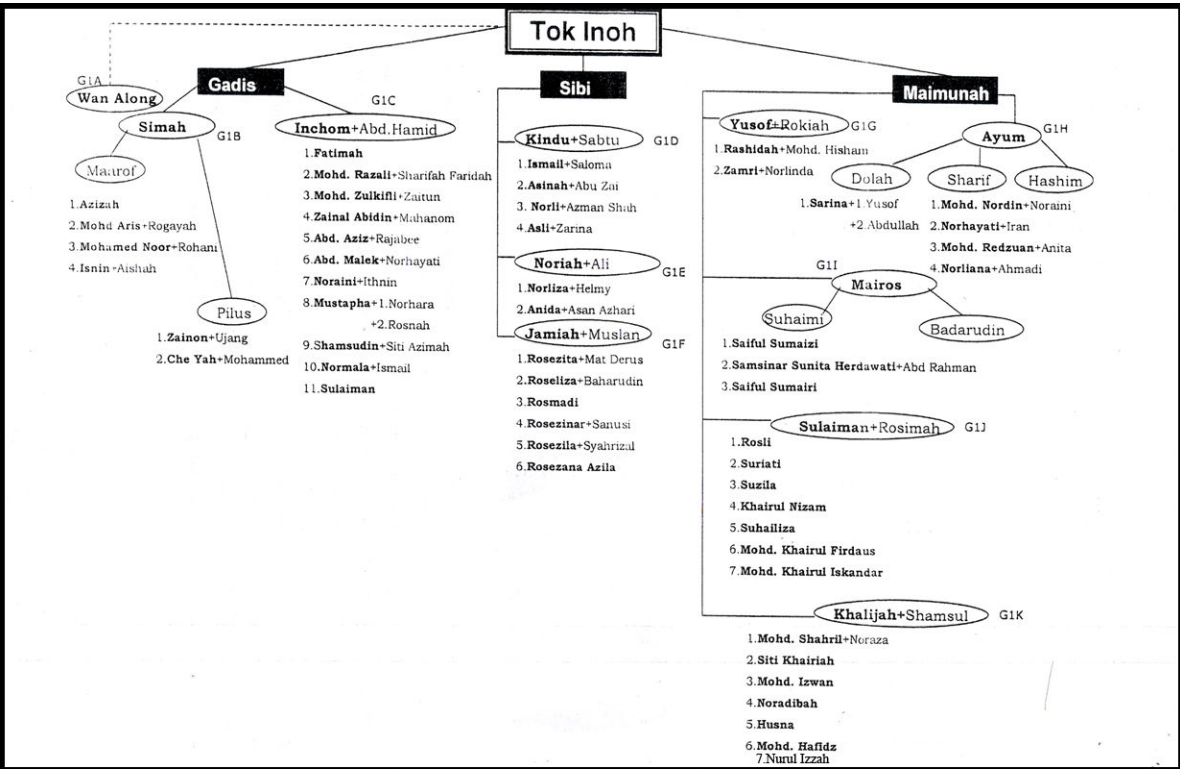 Tok Inoh
Gadis
Sibi
Maimunah
G1A
Wan Along
Simah
G1B
Maarof
1.Azizah
2.Mohd Aris+Rogayah
3.Mohamed Noor+Rohani
4.Isnin+Aishah
Pilus
1.Zainon+Ujang
2.Che Yah+Mohammed
G1C
Inchom+Abd.Hamid
1.Fatimah
2.Mohd. Razali+Sharifah Faridah
3.Mohd. Zulkifli+Zaitun
4.Zainal Abidin+Mahanom
5.Abd. Aziz+Rajabee
6.Abd. Malek+Norhayati
7.Noraini+Ithnin
8.Mustapha+1.Norhara
+2.Rosnah
9.Shamsudin+Siti Azimah
10.Normala+Ismail
11.Sulaiman
Kindu+Sabtu G1D
1.Ismail+Saloma
2.Asinah+Abu Zai
3. Norli+Azman Shah
4.Asli+Zarina
Noriah+Ali G1E
1.Norliza+Helmy
2.Anida+Asan Azhari
Jamiah+Muslan G1F
1.Rosezita+Mat Derus
2.Roseliza+Baharudin
3.Rosmadi
4.Rosezinar+Sanusi
5.Rosezila+Syahrizal
6.Rosezana Azila
Yusof+Rokiah G1G
1.Rashidah+Mohd. Hisham
2.Zamri+Norlinda
Ayum G1H
Dolah
1.Sarina+1.Yusof
+2.Abdullah
Sharif
Hashim
1.Mohd. Nordin+Noraini
2.Norhayati+Iran
3.Mohd. Redzuan+Anita
4.Norliana+Ahmadi
G1I
Mairos
Suhaimi
Badarudin
1.Saiful Sumaizi
2.Samsinar Sunita Herdawati+Abd Rahman
3.Saiful Sumairi
Sulaiman+Rosimah G1J
1.Rosli
2.Suriati
3.Suzila
4.Khairul Nizam
5.Suhailiza
6.Mohd. Khairul Firdaus
7.Mohd. Khairul Iskandar
Khalijah+Shamsul G1K
1.Mohd. Shahril+Noraza
2.Siti Khairiah
3.Mohd. Izwan
4.Noradibah
5.Husna
6.Mohd. Hafidz
7.Nurul Izzah